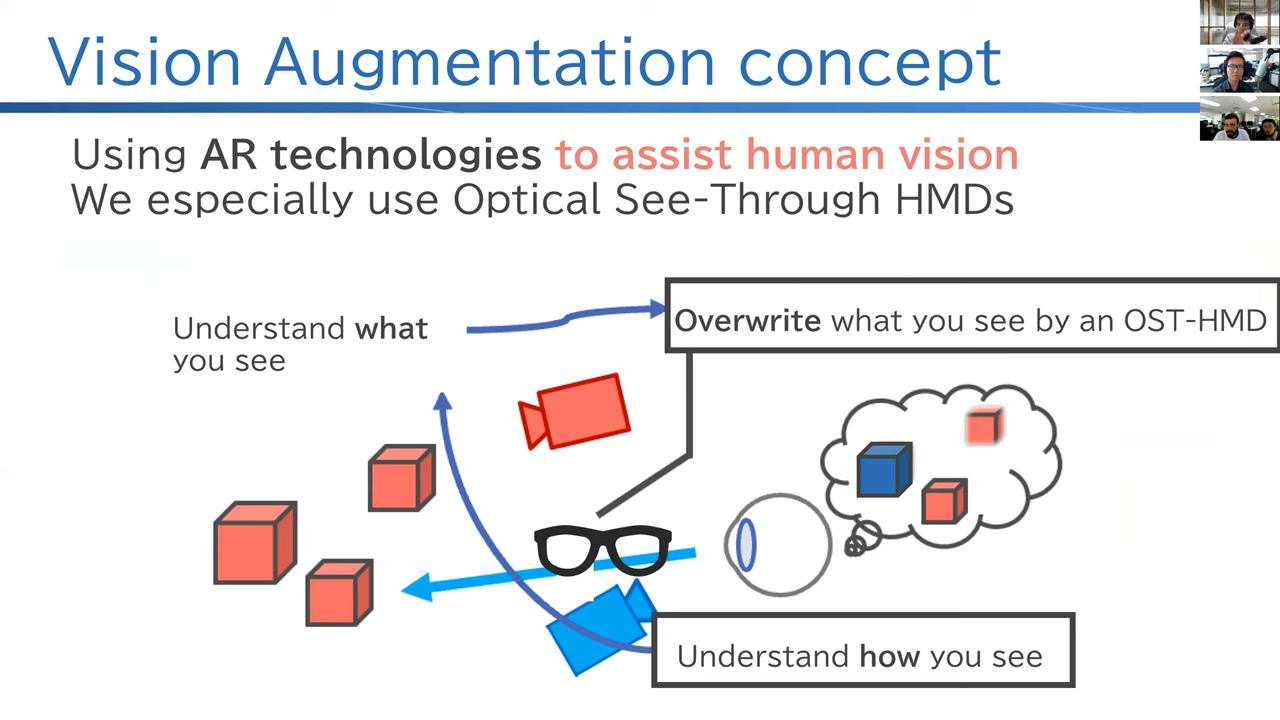 Vision Augmentation concept
Using AR technologies to assist human vision
We especially use Optical See-Through HMDs
Understand what
you see
Overwrite what you see by an OST-HMD
Understand how you see